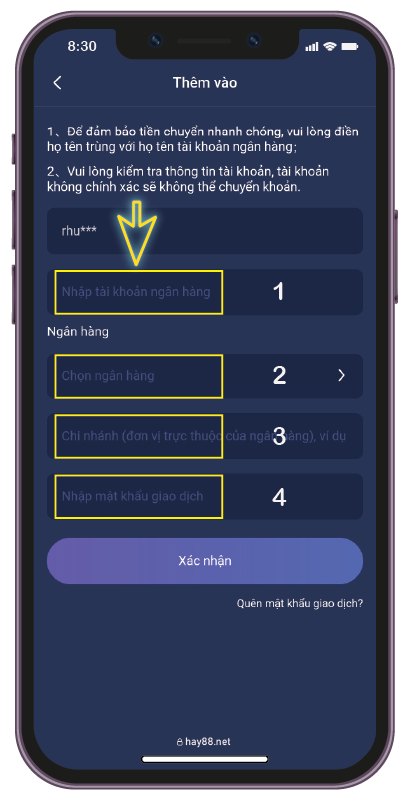 8:30
Thêm vào
1、Để đảm bảo tiền chuyển nhanh chóng, vui lòng điền
họ tên trùng với họ tên tài khoản ngân hàng;
2、Vui lòng kiểm tra thông tin tài khoản, tài khoản
không chính xác sẽ không thể chuyển khoản.
rhu***
Nhập tài khoản ngân hàng 1
Ngân hàng
Chọn ngân hàng 2
Chi nhánh (đơn vị trực thuộc của ngân hàng), ví dụ 3
Nhập mật khẩu giao dịch 4
Xác nhận
Quên mật khẩu giao dịch?
hay88.net